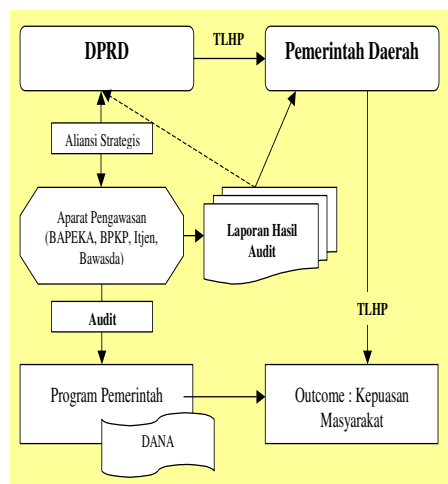 DPRD
TLHP
Pemerintah Daerah
Aliansi Strategis
Aparat Pengawasan
(BAPEKA, BPKP, Itjen,
Bawasda)
Laporan Hasil
Audit
Audit
TLHP
Program Pemerintah
DANA
Outcome : Kepuasan
Masyarakat